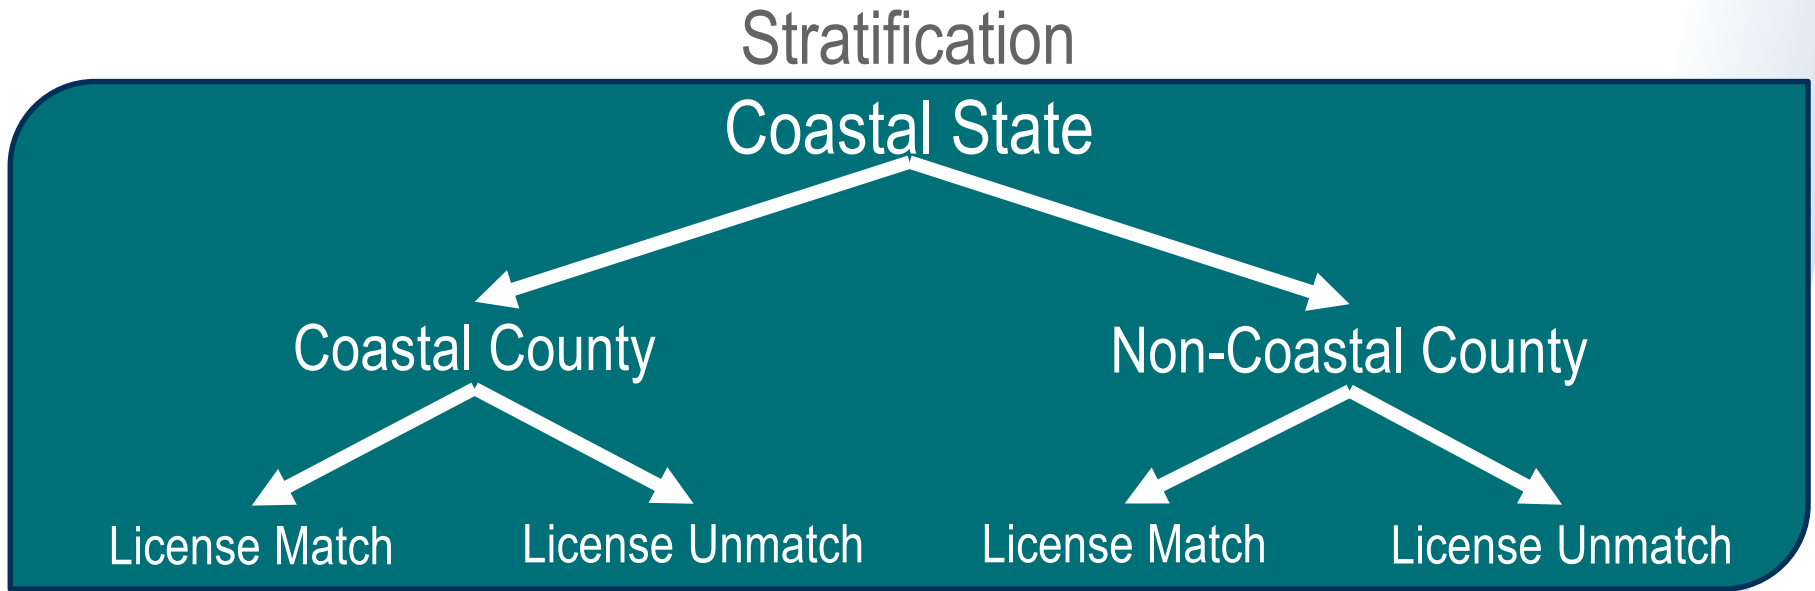 Stratification
Coastal State
Coastal County
Non-Coastal County
License Match
License Unmatch
License Match
License Unmatch